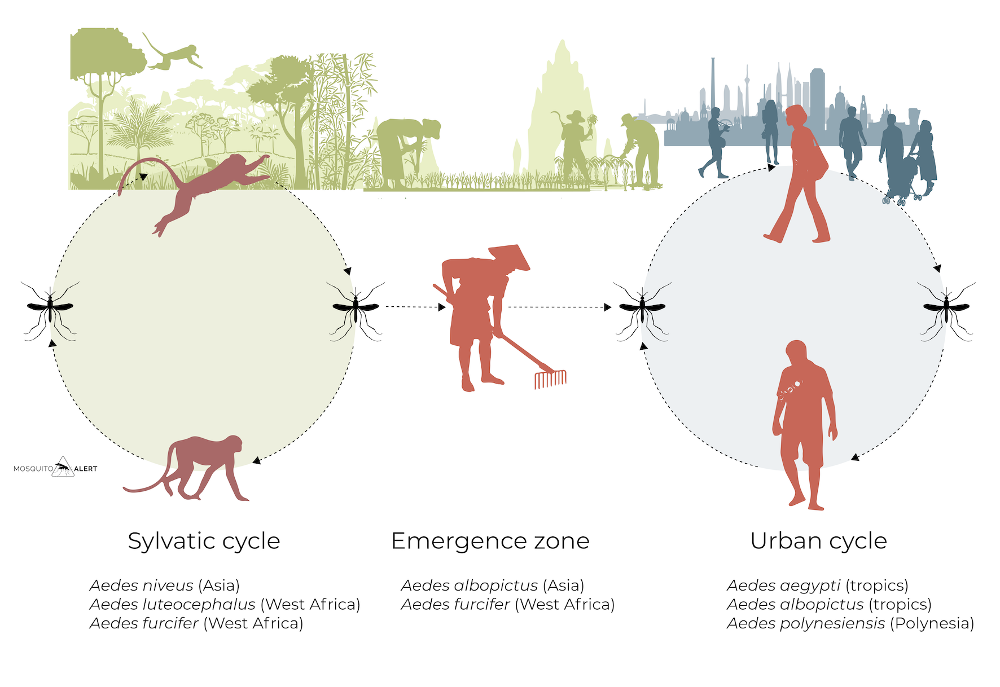 MOSQUITO ALERT
Sylvatic cycle
Aedes niveus (Asia)
Aedes luteocephalus (West Africa)
Aedes furcifer (West Africa)
Emergence zone
Aedes albopictus (Asia)
Aedes furcifer (West Africa)
Urban cycle
Aedes aegypti (tropics)
Aedes albopictus (tropics)
Aedes polynesiensis (Polynesia)